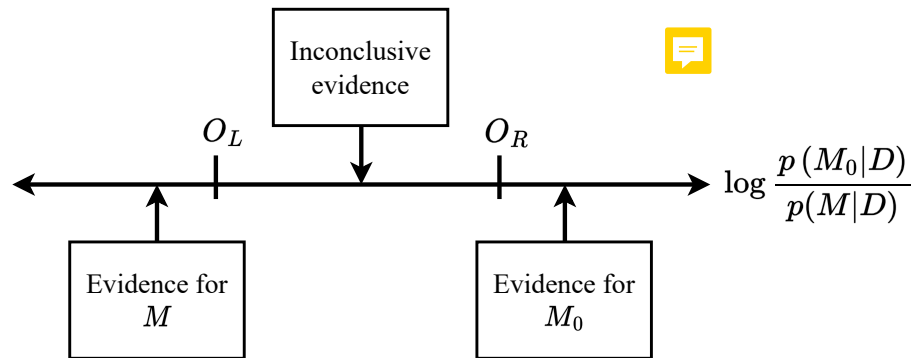 Inconclusive
evidence
O_L
O_R
log p(M_0|D) / p(M|D)
Evidence for
M
Evidence for
M_0